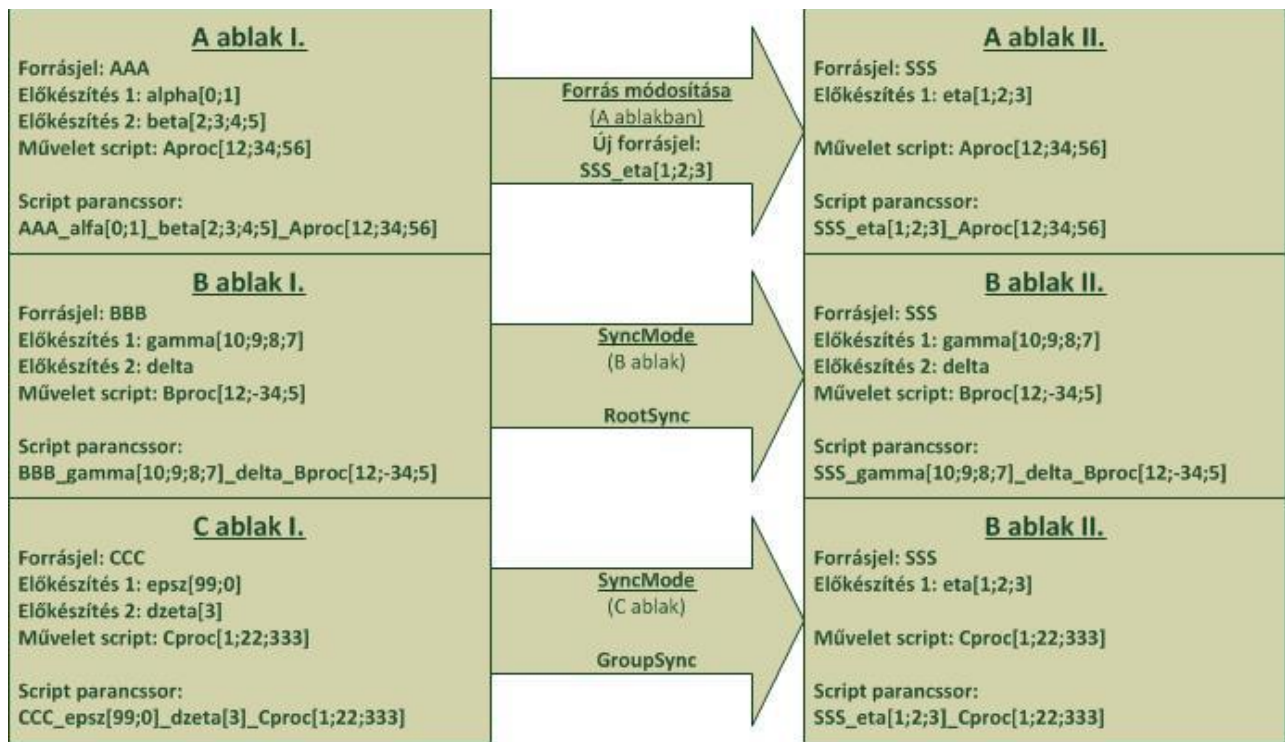 A ablak I.
Forrásjel: AAA
Előkészítés 1: alpha[0;1]
Előkészítés 2: beta[2;3;4;5]
Művelet script: Aproc[12;34;56]
Script parancssor:
AAA_alfa[0;1]_beta[2;3;4;5]_Aproc[12;34;56]
Forrás módosítása
(A ablakban)
Új forrásjel:
SSS_eta[1;2;3]
A ablak II.
Forrásjel: SSS
Előkészítés 1: eta[1;2;3]
Művelet script: Aproc[12;34;56]
Script parancssor:
SSS_eta[1;2;3]_Aproc[12;34;56]
B ablak I.
Forrásjel: BBB
Előkészítés 1: gamma[10;9;8;7]
Előkészítés 2: delta
Művelet script: Bproc[12;-34;5]
Script parancssor:
BBB_gamma[10;9;8;7]_delta_Bproc[12;-34;5]
SyncMode
(B ablak)
RootSync
B ablak II.
Forrásjel: SSS
Előkészítés 1: gamma[10;9;8;7]
Előkészítés 2: delta
Művelet script: Bproc[12;-34;5]
Script parancssor:
SSS_gamma[10;9;8;7]_delta_Bproc[12;-34;5]
C ablak I.
Forrásjel: CCC
Előkészítés 1: epsz[99;0]
Előkészítés 2: dzeta[3]
Művelet script: Cproc[1;22;333]
Script parancssor:
CCC_epsz[99;0]_dzeta[3]_Cproc[1;22;333]
SyncMode
(C ablak)
GroupSync
B ablak II.
Forrásjel: SSS
Előkészítés 1: eta[1;2;3]
Művelet script: Cproc[1;22;333]
Script parancssor:
SSS_eta[1;2;3]_Cproc[1;22;333]